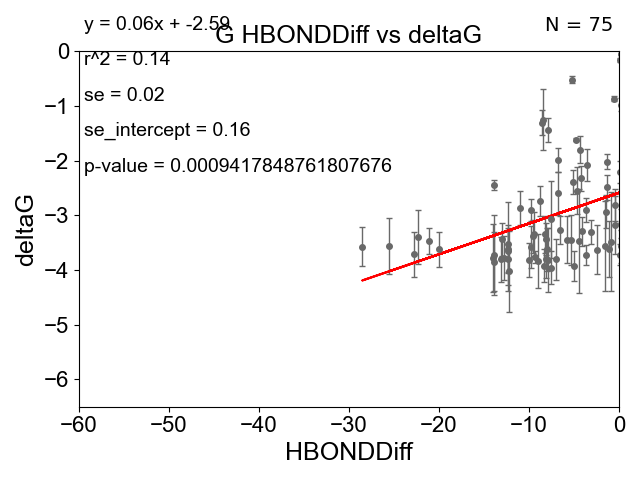 y = 0.06x + -2.59
N = 75
G HBONDDiff vs deltaG
r^2 = 0.14
se = 0.02
se_intercept = 0.16
p-value = 0.0009417848761807676
deltaG
0
−1
−2
−3
−4
−5
−6
−60
−50
−40
−30
−20
−10
0
HBONDDiff